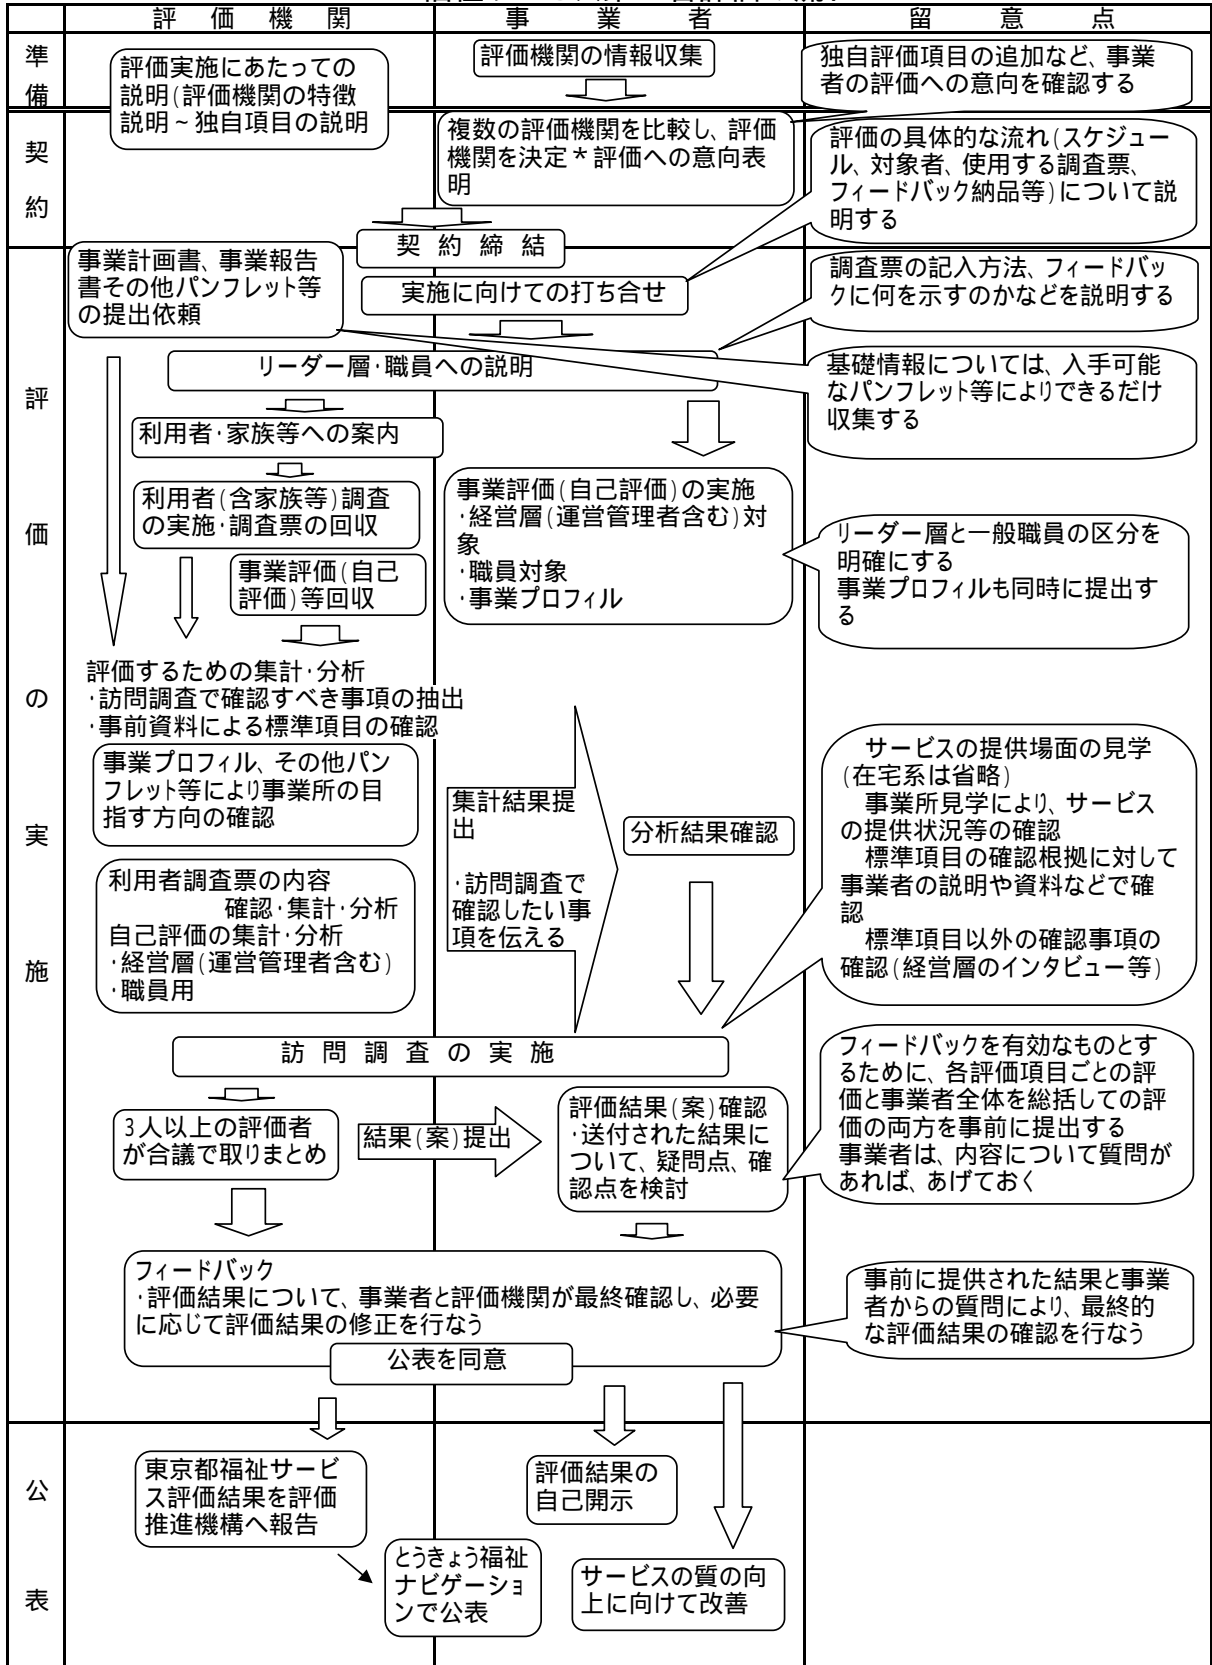 評価機関
事業者
留意点
準備
評価実施にあたっての
説明(評価機関の特徴
説明～独自項目の説明
評価機関の情報収集
独自評価項目の追加など、事業
者の評価への意向を確認する
契約
複数の評価機関を比較し、評価
機関を決定＊評価への意向表
明
評価の具体的な流れ(スケジュー
ル、対象者、使用する調査票、
フィードバック納品等)について説
明する
契約締結
評価の実施
事業計画書、事業報告
書その他パンフレット等
の提出依頼
実施に向けての打ち合せ
調査票の記入方法、フィードバッ
クに何を示すのかなどを説明する
リーダー層・職員への説明
基礎情報については、入手可能
なパンフレット等によりできるだけ
収集する
利用者・家族等への案内
利用者(含家族等)調査
の実施・調査票の回収
事業評価(自己評価)の実施
・経営層(運営管理者含む)対
象
・職員対象
・事業プロフィル
リーダー層と一般職員の区分を
明確にする
事業プロフィルも同時に提出す
る
事業評価(自己
評価)等回収
評価するための集計・分析
・訪問調査で確認すべき事項の抽出
・事前資料による標準項目の確認
事業プロフィル、その他パン
フレット等により事業所の目
指す方向の確認
利用者調査票の内容
確認・集計・分析
自己評価の集計・分析
・経営層(運営管理者含む)
・職員用
集計結果提
出
・訪問調査で
確認したい事
項を伝える
分析結果確認
サービスの提供場面の見学
(在宅系は省略)
事業所見学により、サービス
の提供状況等の確認
標準項目の確認根拠に対して
事業者の説明や資料などで確
認
標準項目以外の確認事項の
確認(経営層のインタビュー等)
訪問調査の実施
3人以上の評価者
が合議で取りまとめ
結果(案)提出
評価結果(案)確認
・送付された結果に
ついて、疑問点、確
認点を検討
フィードバックを有効なものとす
るために、各評価項目ごとの評
価と事業者全体を総括しての評
価の両方を事前に提出する
事業者は、内容について質問が
あれば、あげておく
フィードバック
・評価結果について、事業者と評価機関が最終確認し、必要
に応じて評価結果の修正を行なう
事前に提供された結果と事業
者からの質問により、最終的
な評価結果の確認を行なう
公表を同意
公表
東京都福祉サービ
ス評価結果を評価
推進機構へ報告
評価結果の
自己開示
とうきょう福祉
ナビゲーショ
ンで公表
サービスの質の向
上に向けて改善